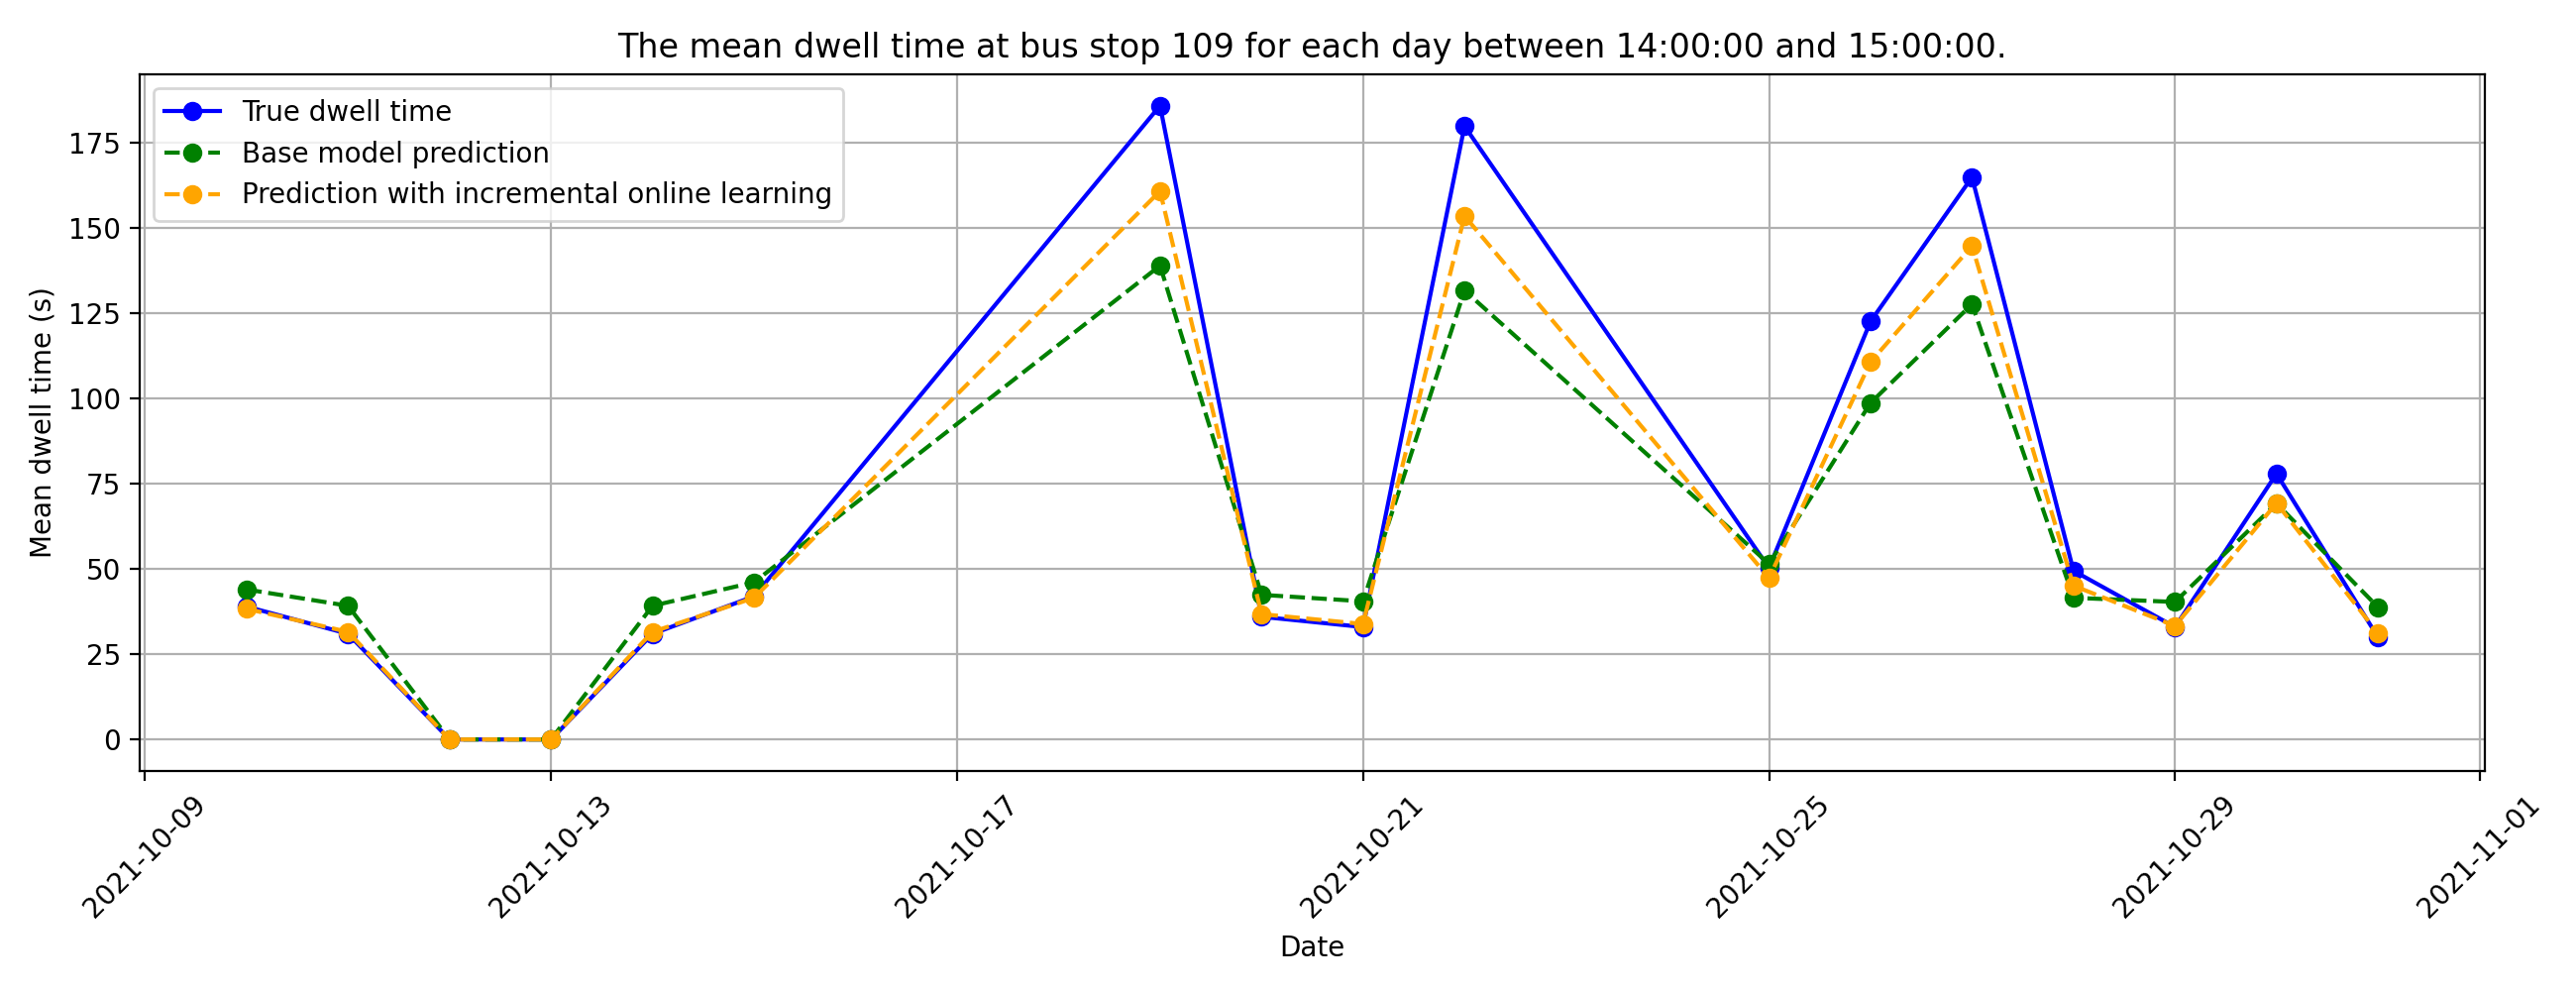 The mean dwell time at bus stop 109 for each day between 14:00:00 and 15:00:00.
True dwell time
Base model prediction
Prediction with incremental online learning
Mean dwell time (s)
175
150
125
100
75
50
25
0
2021-10-09
2021-10-13
2021-10-17
2021-10-21
2021-10-25
2021-10-29
2021-11-01
Date